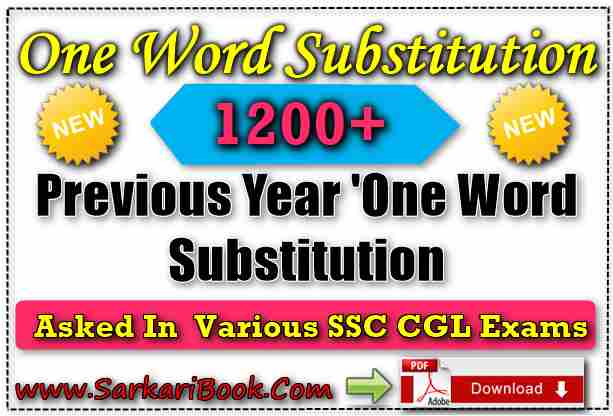 One Word Substitution
NEW
1200+
NEW
Previous Year 'One Word
Substitution
Asked In Various SSC CGL Exams
www.SarkariBook.Com
PDF
Adobe
Download